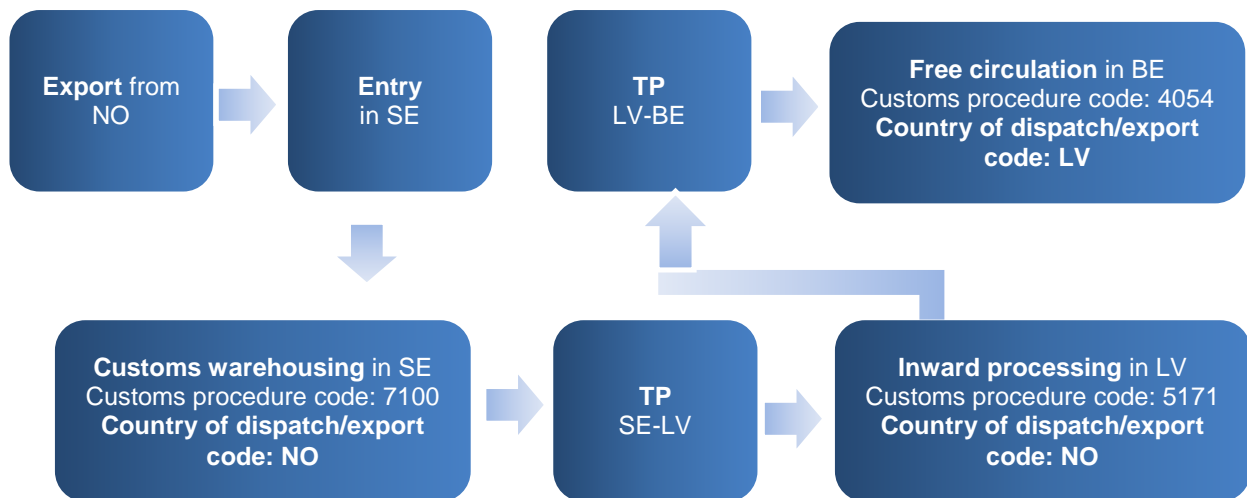 Export from
NO
Entry
in SE
TP
LV-BE
Free circulation in BE
Customs procedure code: 4054
Country of dispatch/export
code: LV
Customs warehousing in SE
Customs procedure code: 7100
Country of dispatch/export
code: NO
TP
SE-LV
Inward processing in LV
Customs procedure code: 5171
Country of dispatch/export
code: NO